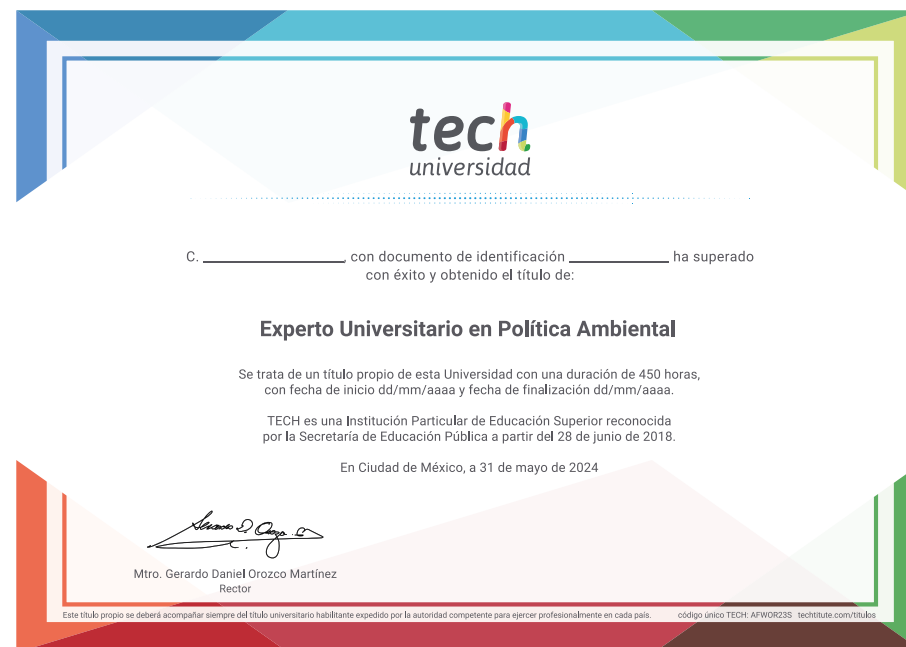 tech
universidad
C. ____________, con documento de identificación ____________ ha superado
con éxito y obtenido el título de:
Experto Universitario en Política Ambiental
Se trata de un título propio de esta Universidad con una duración de 450 horas,
con fecha de inicio dd/mm/aaaa y fecha de finalización dd/mm/aaaa.
TECH es una Institución Particular de Educación Superior reconocida
por la Secretaría de Educación Pública a partir del 28 de junio de 2018.
En Ciudad de México, a 31 de mayo de 2024
Mtro. Gerardo Daniel Orozco Martínez
Rector
Este título propio se deberá acompañar siempre del título universitario habilitante expedido por la autoridad competente para ejercer profesionalmente en cada país. código único TECH: AFWOR23S techtitute.com/titulos